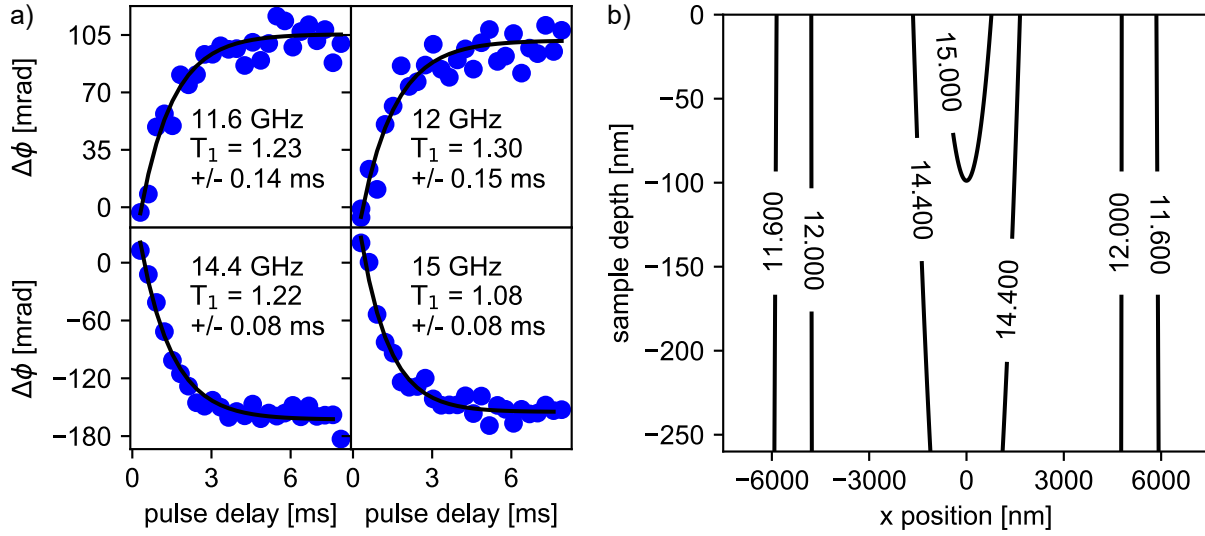 a)
105
70
35
0
Δϕ [mrad]
11.6 GHz
T1 = 1.23
+/- 0.14 ms
12 GHz
T1 = 1.30
+/- 0.15 ms
0
−60
−120
−180
Δϕ [mrad]
14.4 GHz
T1 = 1.22
+/- 0.08 ms
15 GHz
T1 = 1.08
+/- 0.08 ms
0 3 6
0 3 6
pulse delay [ms]
pulse delay [ms]
b)
0
−50
−100
−150
−200
−250
sample depth [nm]
11.600
12.000
14.400
15.000
14.400
12.000
11.600
−6000 −3000 0 3000 6000
x position [nm]